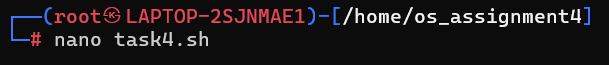 ┌──(root㉿LAPTOP-2SJNMAE1)-[/home/os_assignment4]
└─# nano task4.sh